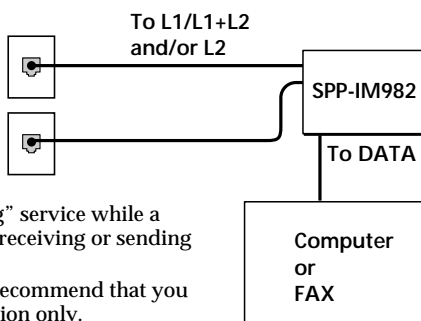 To L1/L1+L2
and/or L2
SPP-IM982
To DATA
g” service while a
receiving or sending
recommend that you
ion only.
Computer
or
FAX